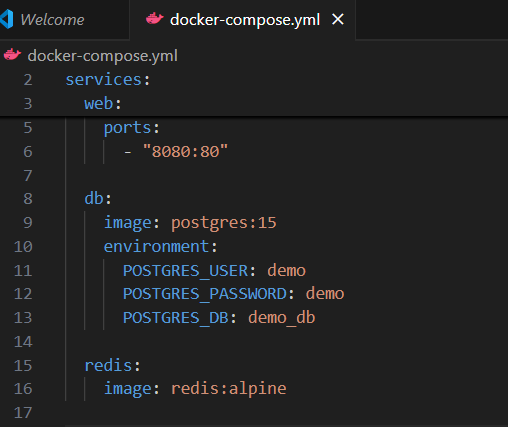 Welcome
docker-compose.yml ×
docker-compose.yml
2 services:
3   web:
5     ports:
6       - "8080:80"
7
8   db:
9     image: postgres:15
10     environment:
11       POSTGRES_USER: demo
12       POSTGRES_PASSWORD: demo
13       POSTGRES_DB: demo_db
14
15   redis:
16     image: redis:alpine
17